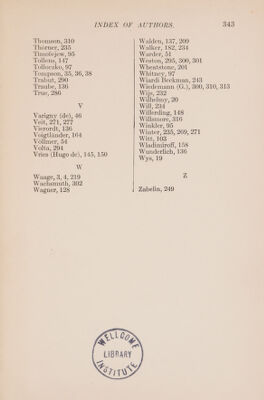 INDEX OF AUTHORS. 343
Thomson, 310
Thörner, 235
Timofejew, 95
Tollens, 147
Tolloczko, 97
Tompson, 35, 36, 38
Trabut, 290
Traube, 136
True, 286
V
Varigny (de), 46
Veit, 271, 277
Vierordt, 136
Voigtländer, 164
Völlmer, 54
Volta, 294
Vries (Hugo de), 145, 150
W
Waage, 3, 4, 219
Wachsmuth, 302
Wagner, 128
Walden, 137, 209
Walker, 182, 234
Warder, 51
Weston, 295, 300, 301
Wheatstone, 201
Whitney, 97
Wiardi Beckman, 243
Wiedemann (G.), 300, 310, 313
Wijs, 232
Wilhelmy, 20
Will, 234
Willerding, 148
Willsmore, 316
Winkler, 95
Winter, 235, 269, 271
Witt, 103
Wladimiroff, 158
Wunderlich, 136
Wys, 19
Z
Zabelin, 249
WELLCOME
LIBRARY
INSTITUTE